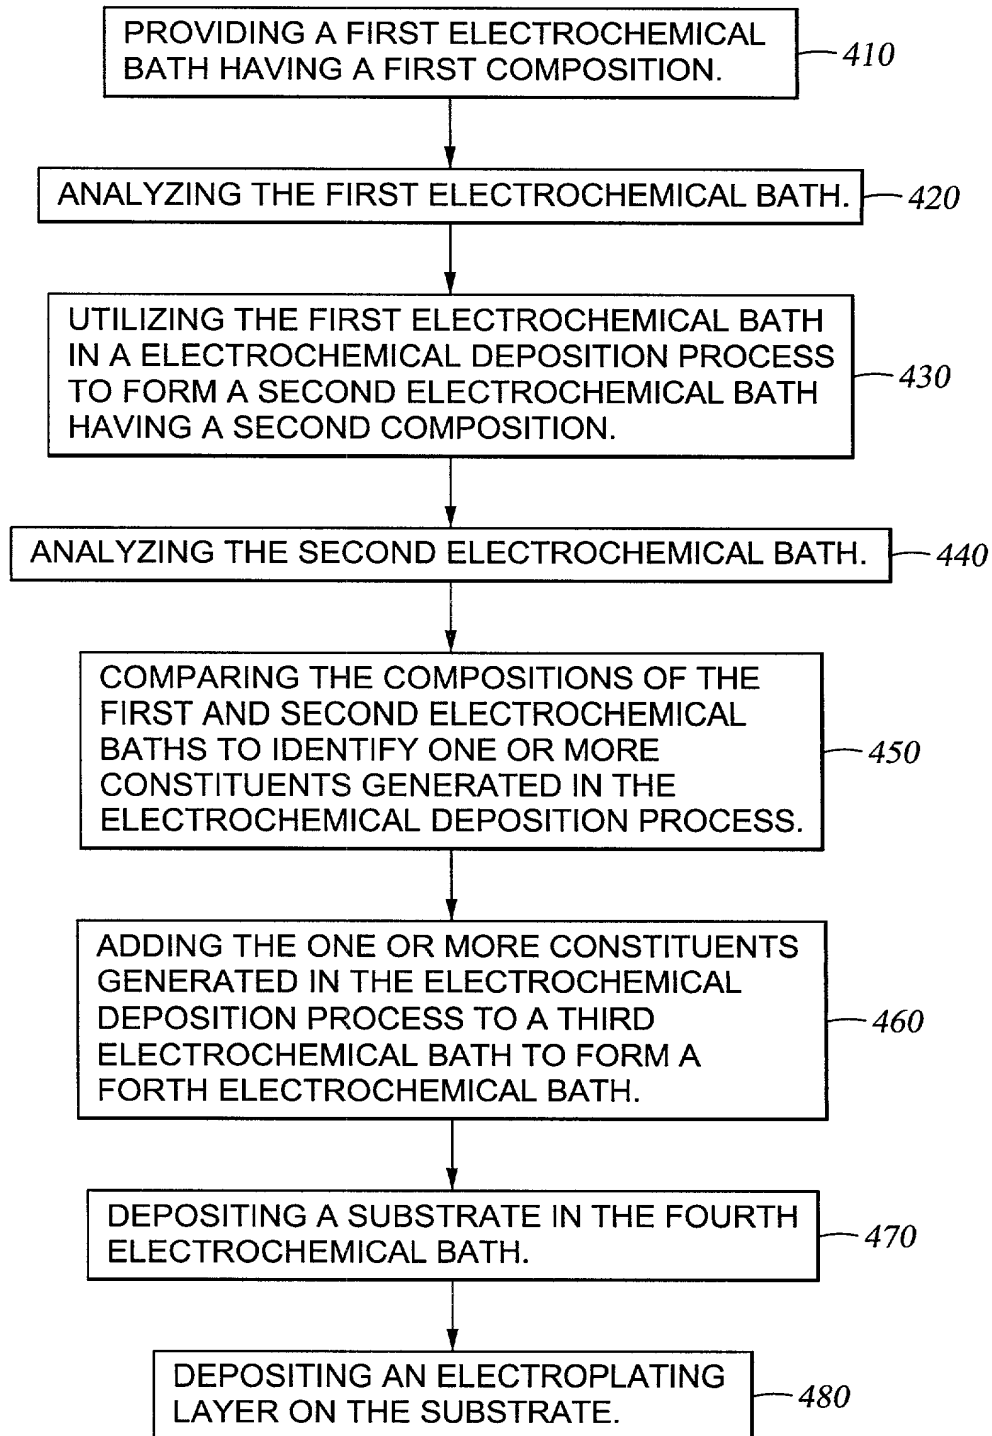 PROVIDING A FIRST ELECTROCHEMICAL
BATH HAVING A FIRST COMPOSITION.
410
ANALYZING THE FIRST ELECTROCHEMICAL BATH.
420
UTILIZING THE FIRST ELECTROCHEMICAL BATH
IN A ELECTROCHEMICAL DEPOSITION PROCESS
TO FORM A SECOND ELECTROCHEMICAL BATH
HAVING A SECOND COMPOSITION.
430
ANALYZING THE SECOND ELECTROCHEMICAL BATH.
440
COMPARING THE COMPOSITIONS OF THE
FIRST AND SECOND ELECTROCHEMICAL
BATHS TO IDENTIFY ONE OR MORE
CONSTITUENTS GENERATED IN THE
ELECTROCHEMICAL DEPOSITION PROCESS.
450
ADDING THE ONE OR MORE CONSTITUENTS
GENERATED IN THE ELECTROCHEMICAL
DEPOSITION PROCESS TO A THIRD
ELECTROCHEMICAL BATH TO FORM A
FORTH ELECTROCHEMICAL BATH.
460
DEPOSITING A SUBSTRATE IN THE FOURTH
ELECTROCHEMICAL BATH.
470
DEPOSITING AN ELECTROPLATING
LAYER ON THE SUBSTRATE.
480